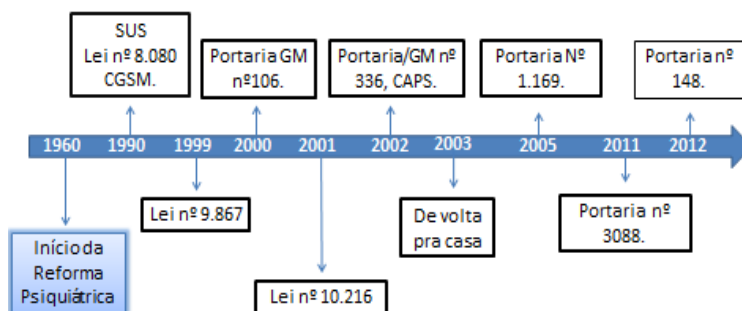 SUS
Lei nº 8.080
CGSM.
Portaria GM
nº106.
Portaria/GM nº
336, CAPS.
Portaria Nº
1.169.
Portaria nº
148.
1960 1990 1999 2000 2001 2002 2003 2005 2011 2012
Lei nº 9.867
De volta
pra casa
Portaria nº
3088.
Início da
Reforma
Psiquiátrica
Lei nº 10.216